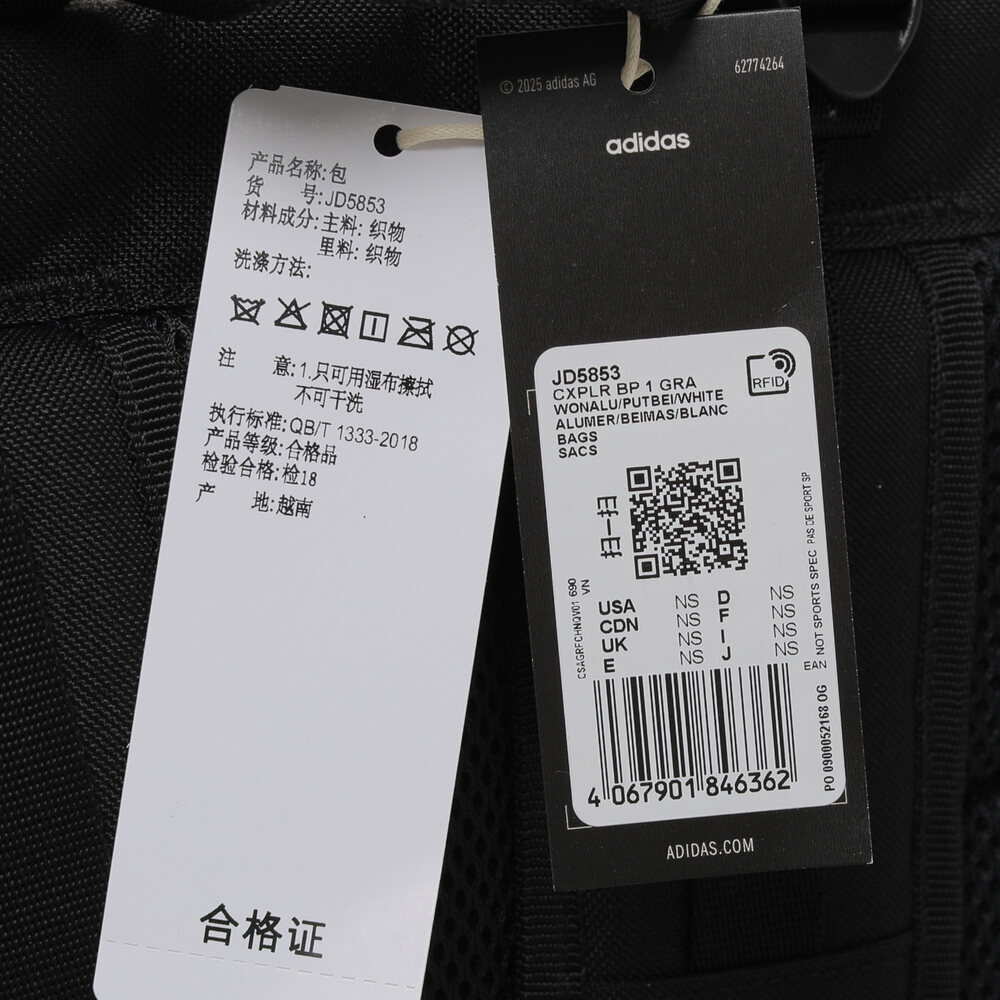 产品名称:包
货 号:JD5853
材料成分:主料: 织物
里料: 织物
洗涤方法:
注 意:1.只可用湿布擦拭
不可干洗
执行标准:QB/T 1333-2018
产品等级:合格品
检验合格:检18
产 地:越南
合格证
© 2025 adidas AG
62774264
adidas
JD5853
CXPLR BP 1 GRA
WONALU/PUTBEI/WHITE
ALUMER/BEIMAS/BLANC
BAGS
SACS
RFID
扫一扫
CSAGRFCHNQV01 690
VN
USA NS D NS
CDN NS F NS
UK NS I NS
E NS J NS
NOT SPORTS SPEC PAS DE SPORT SP
EAN
4 067901 846362
PO 0900052168 OG
ADIDAS.COM